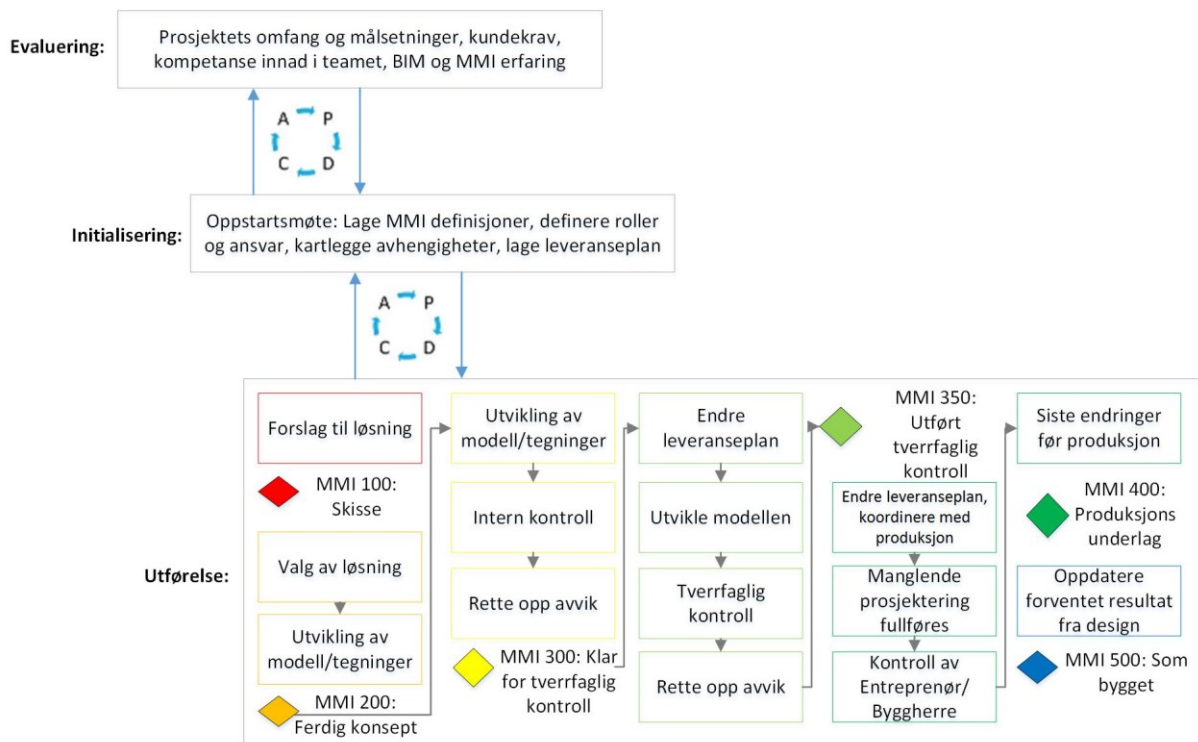 Evaluering:
Prosjektets omfang og målsetninger, kundekrav,
kompetanse innad i teamet, BIM og MMI erfaring
A P
C D
Initialisering:
Oppstartsmøte: Lage MMI definisjoner, definere roller
og ansvar, kartlegge avhengigheter, lage leveranseplan
A P
C D
Utførelse:
Forslag til løsning
MMI 100:
Skisse
Valg av løsning
Utvikling av
modell/tegninger
MMI 200:
Ferdig konsept
Utvikling av
modell/tegninger
Intern kontroll
Rette opp avvik
MMI 300: Klar
for tverrfaglig
kontroll
Endre
leveranseplan
Utvikle modellen
Tverrfaglig
kontroll
Rette opp avvik
MMI 350:
Utført
tverrfaglig
kontroll
Endre leveranseplan,
koordinere med
produksjon
Manglende
prosjektering
fullføres
Kontroll av
Entreprenør/
Byggherre
Siste endringer
før produksjon
MMI 400:
Produksjons
underlag
Oppdatere
forventet resultat
fra design
MMI 500: Som
bygget